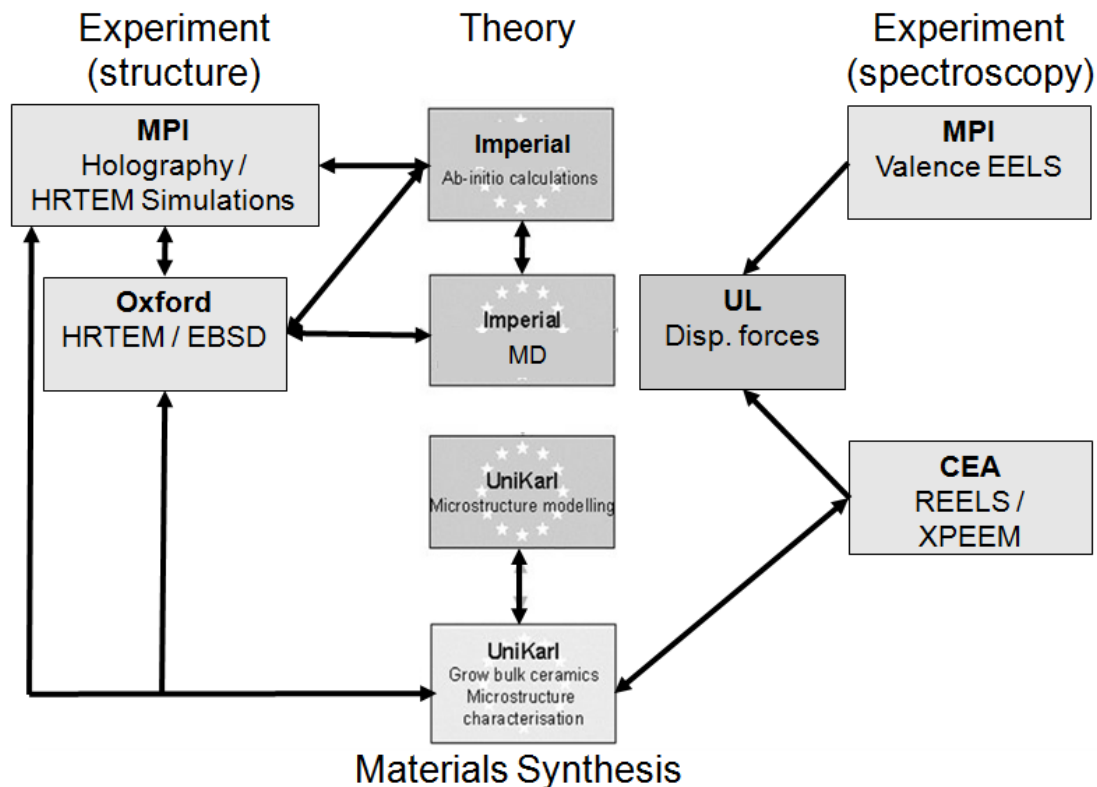 Experiment
(structure)
Theory
Experiment
(spectroscopy)
MPI
Holography /
HRTEM Simulations
Imperial
Ab-initio calculations
MPI
Valence EELS
Oxford
HRTEM / EBSD
Imperial
MD
UL
Disp. forces
UniKarl
Microstructure modelling
CEA
REELS /
XPEEM
UniKarl
Grow bulk ceramics
Microstructure
characterisation
Materials Synthesis